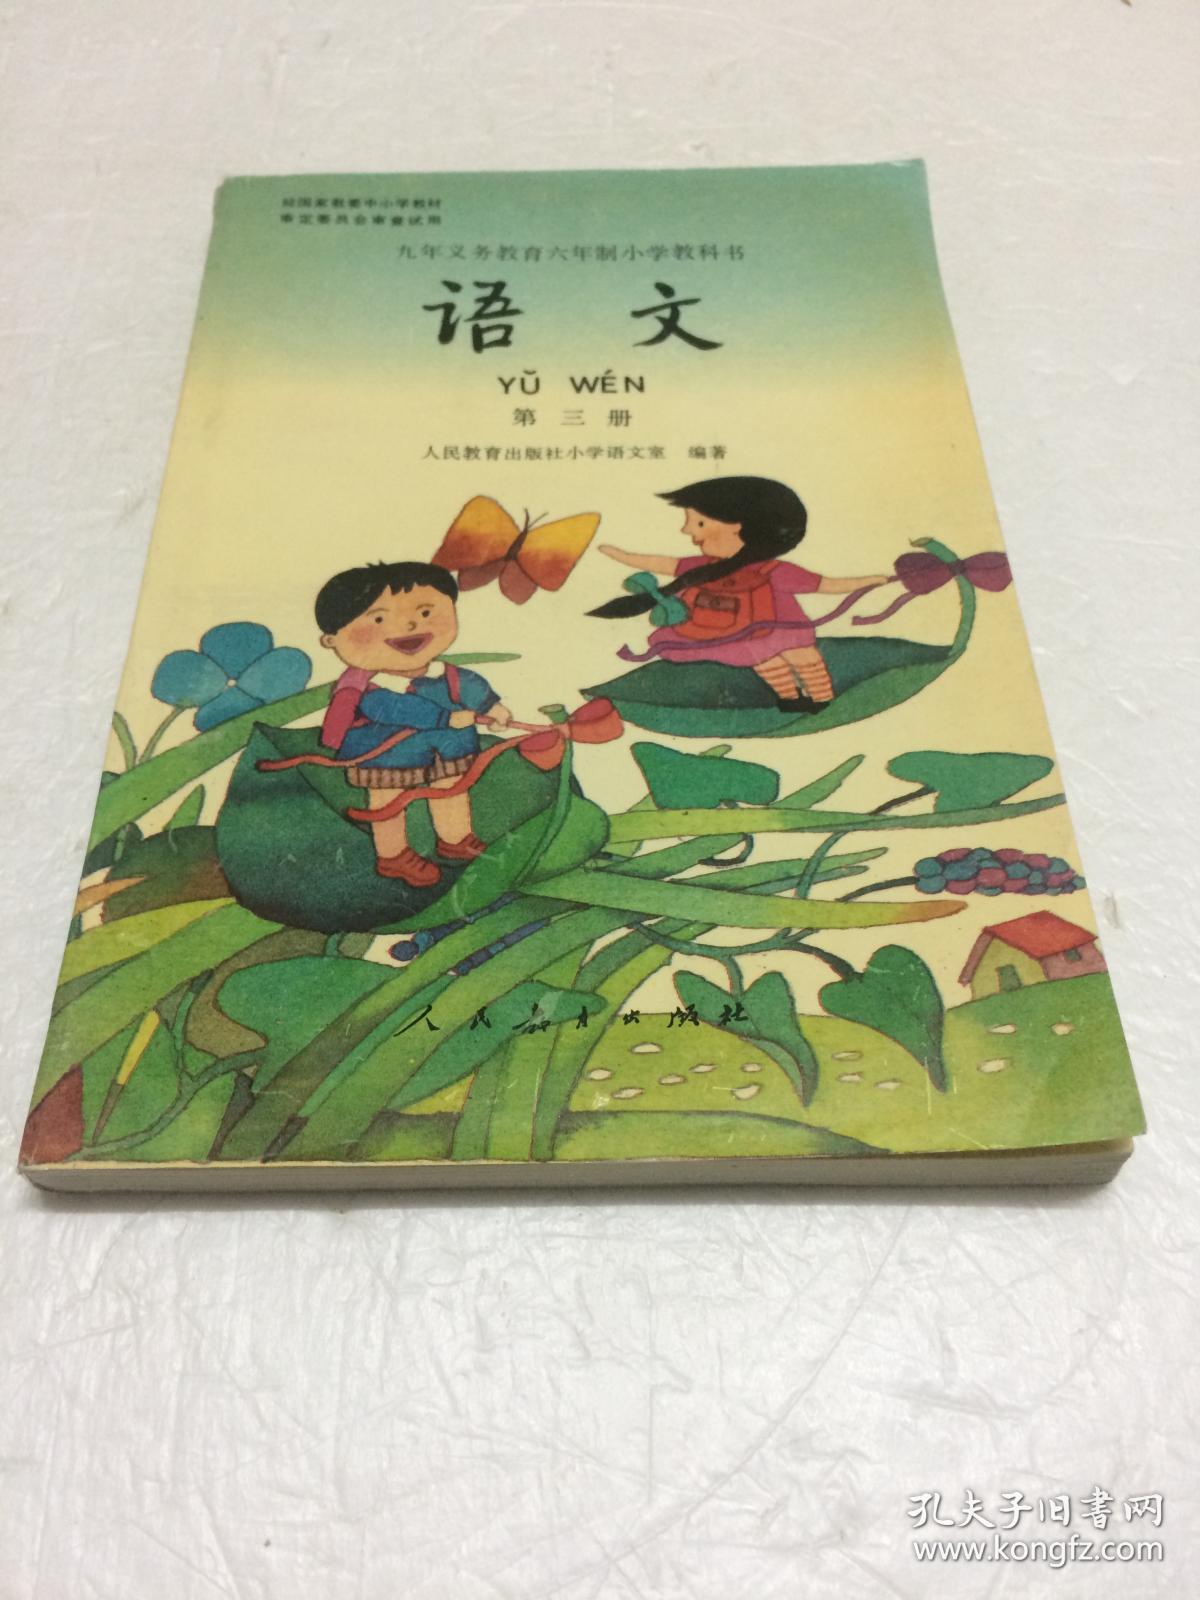 经国家教委中小学教材
审定委员会审查试用
九年义务教育六年制小学教科书
语 文
YǓ WÉN
第 三 册
人民教育出版社小学语文室 编著
人民教育出版社
孔夫子旧書网
www.kongfz.com